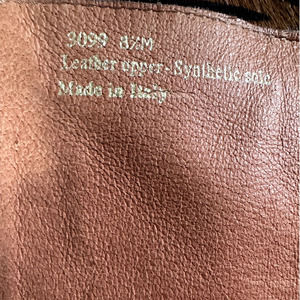 3099 8½M
Leather upper-Synthetic sole
Made in Italy